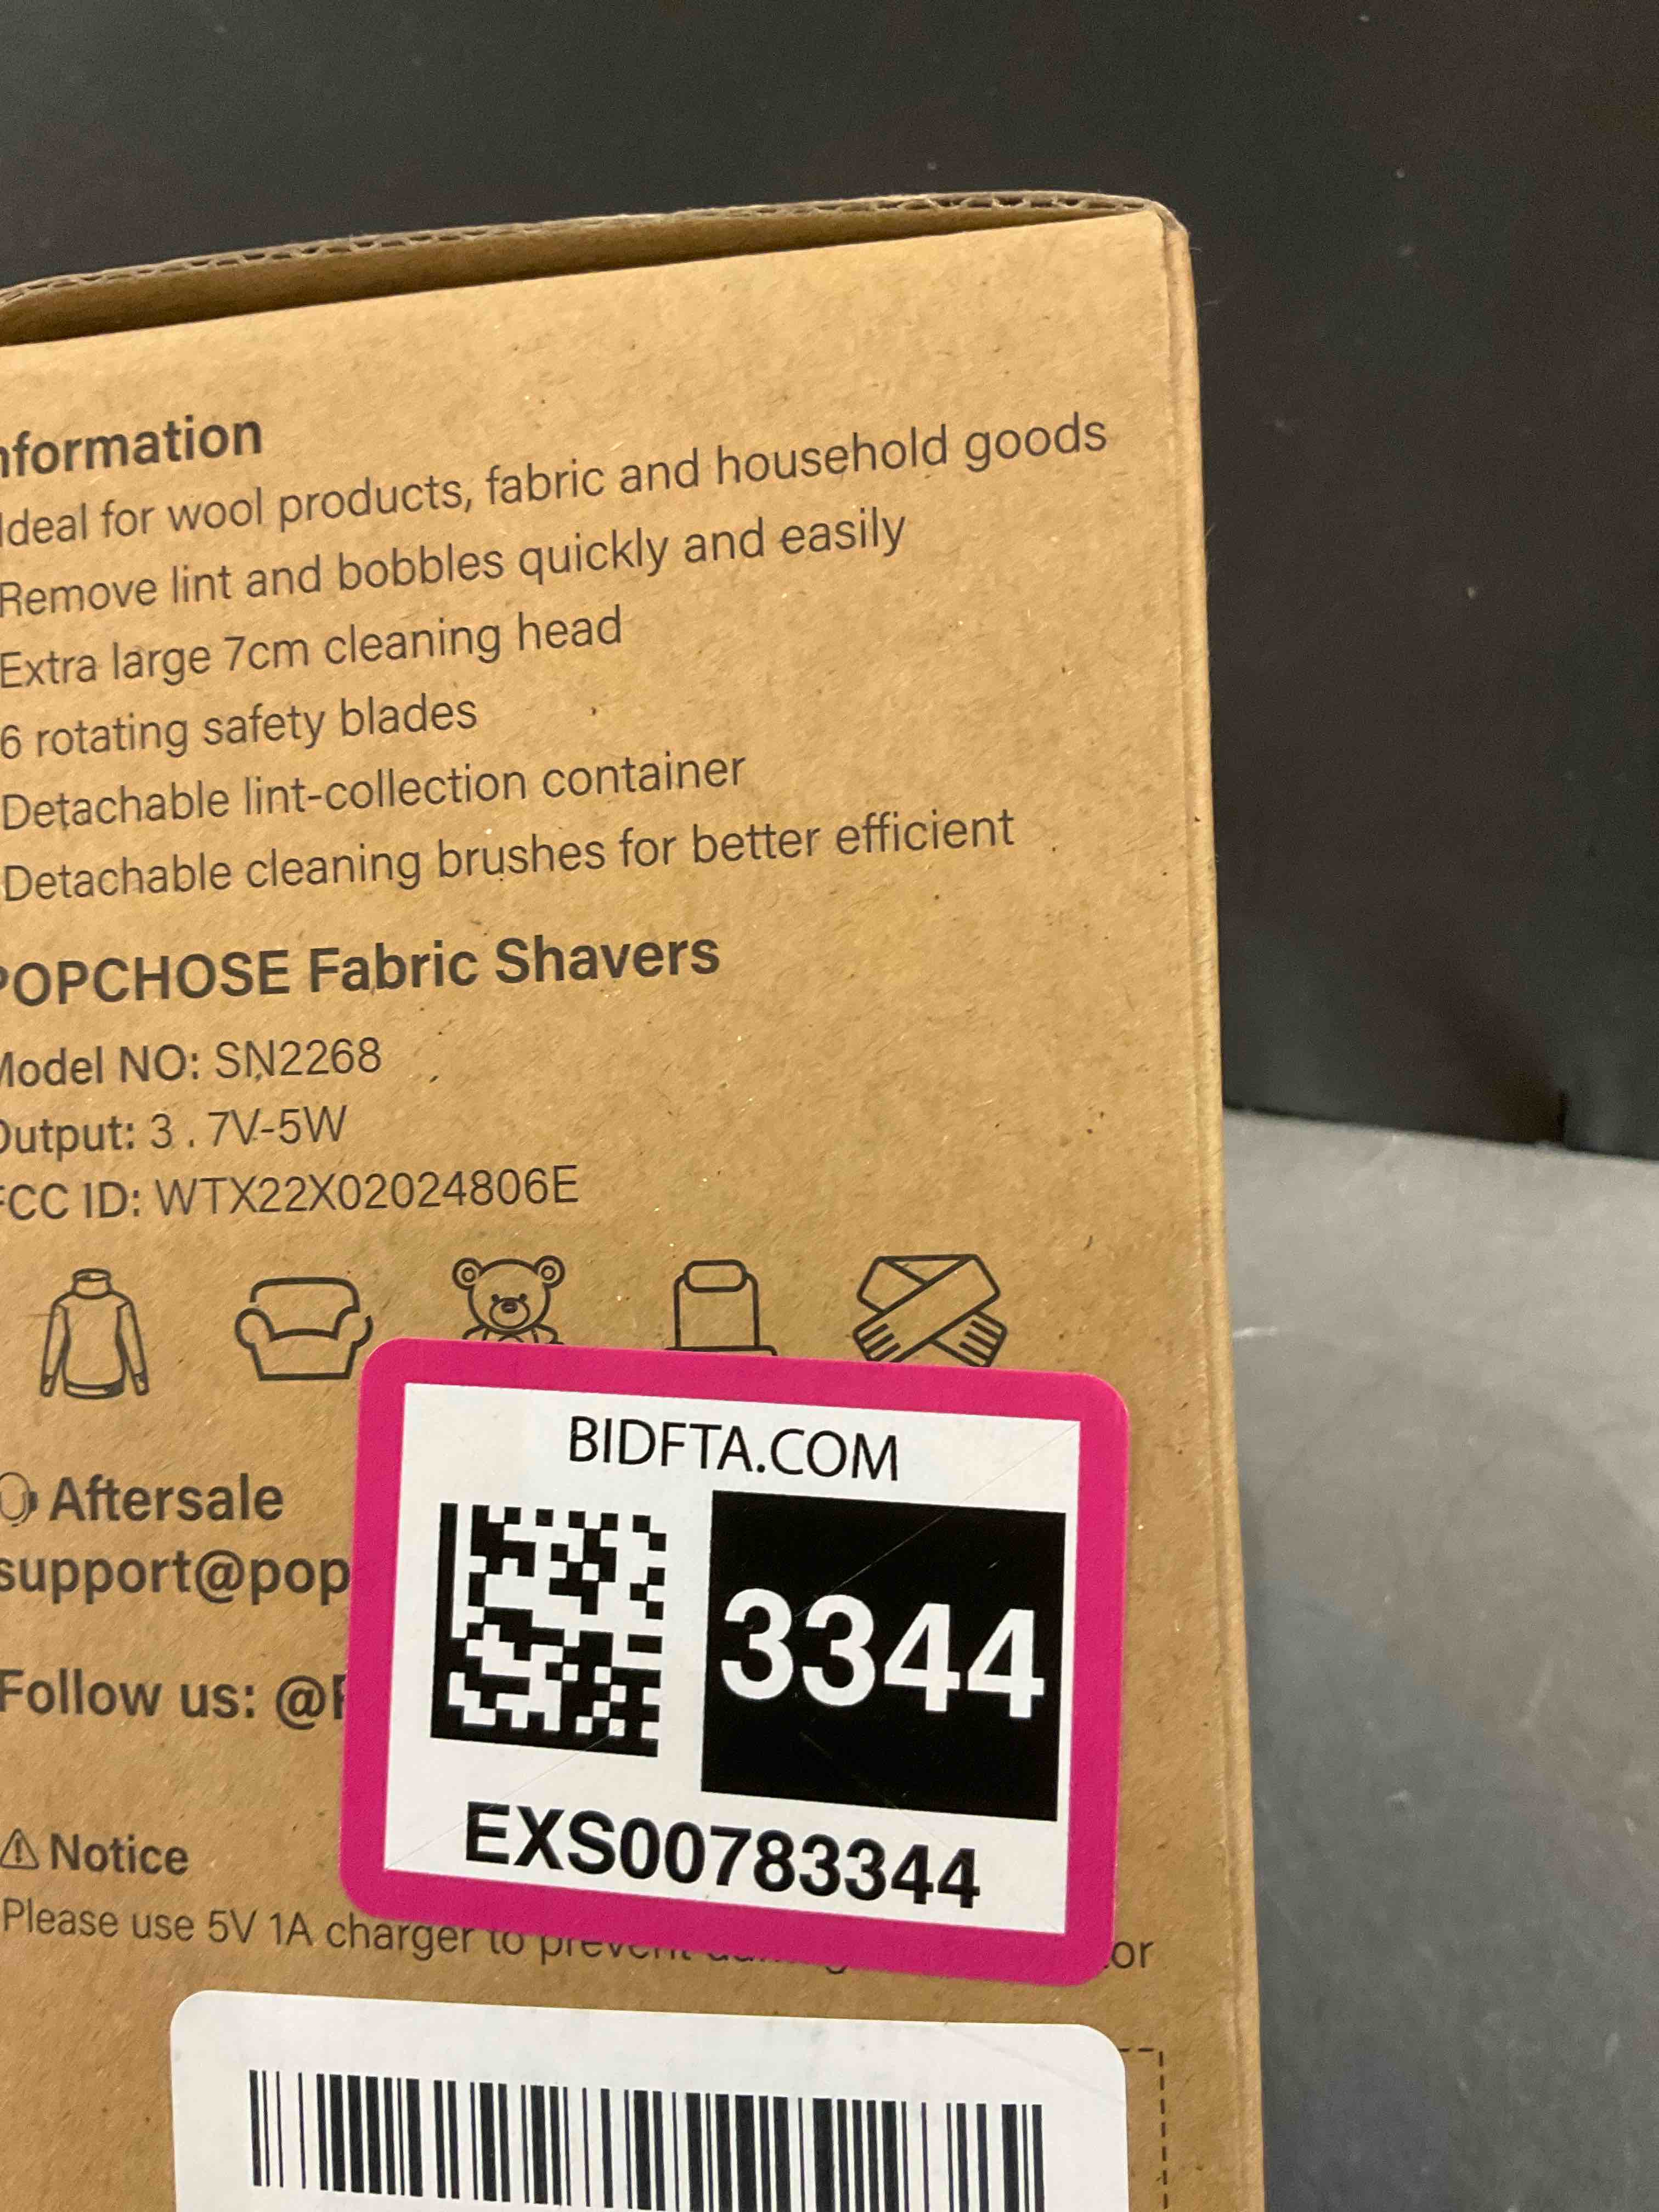 nformation
Ideal for wool products, fabric and household goods
Remove lint and bobbles quickly and easily
Extra large 7cm cleaning head
6 rotating safety blades
Detachable lint-collection container
Detachable cleaning brushes for better efficient
POPCHOSE Fabric Shavers
Model NO: SN2268
Output: 3 . 7V-5W
FCC ID: WTX22X02024806E
Aftersale
support@pop
Follow us: @
Notice
Please use 5V 1A charger to prevent
BIDFTA.COM
3344
EXS00783344